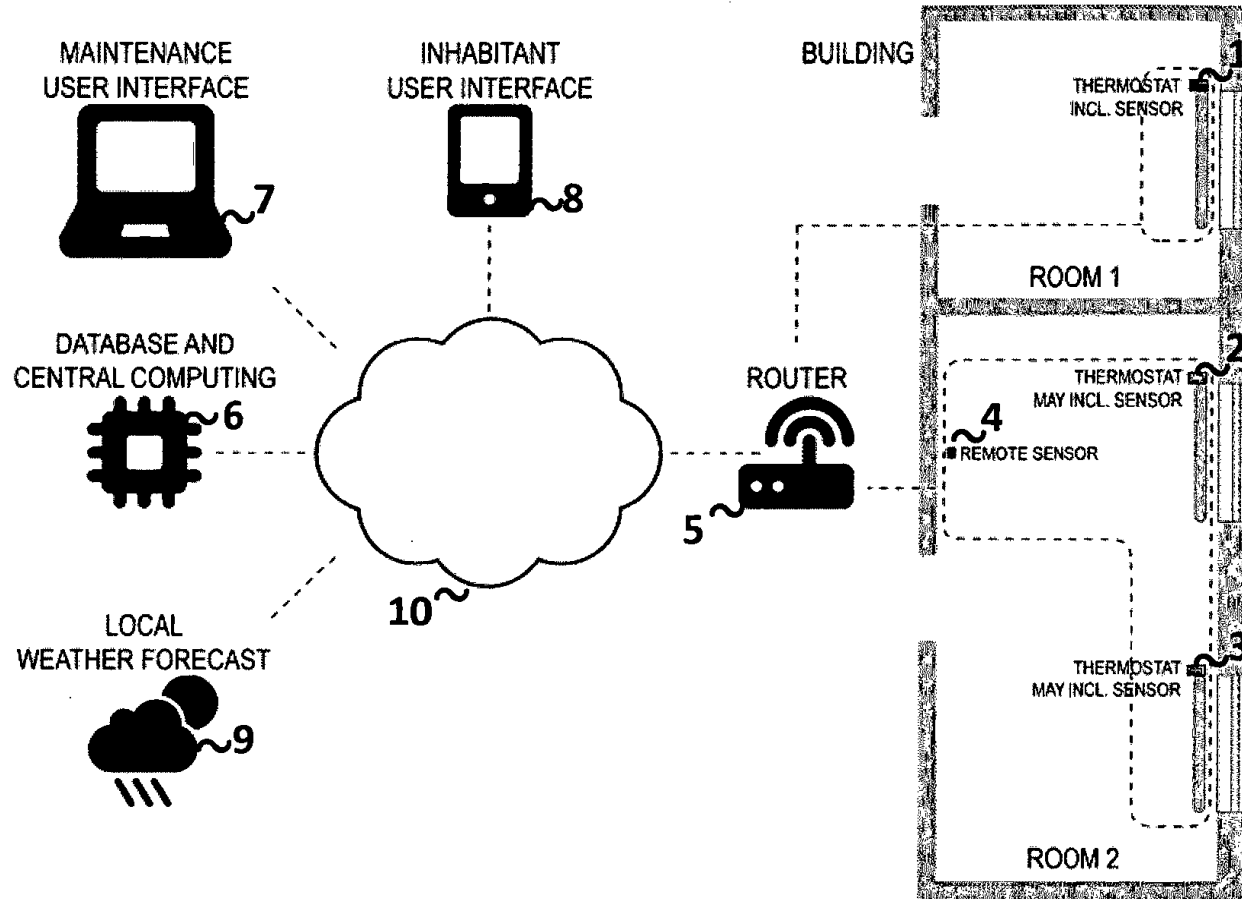 MAINTENANCE
USER INTERFACE
7
INHABITANT
USER INTERFACE
8
BUILDING
1
THERMOSTAT
INCL. SENSOR
ROOM 1
DATABASE AND
CENTRAL COMPUTING
6
10
ROUTER
5
2
THERMOSTAT
MAY INCL. SENSOR
4
REMOTE SENSOR
LOCAL
WEATHER FORECAST
9
3
THERMOSTAT
MAY INCL. SENSOR
ROOM 2